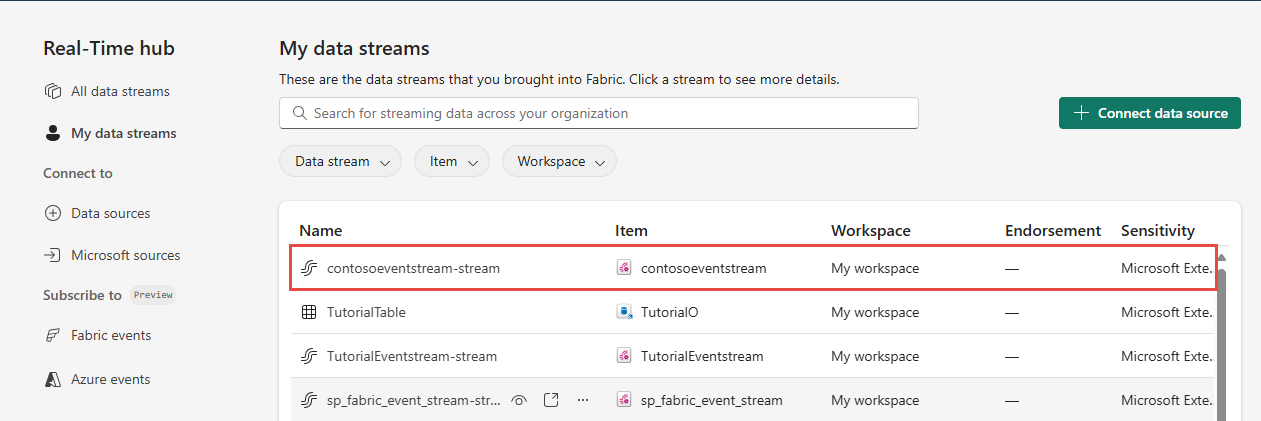 Real-Time hub
All data streams
My data streams
Connect to
Data sources
Microsoft sources
Subscribe to Preview
Fabric events
Azure events
My data streams
These are the data streams that you brought into Fabric. Click a stream to see more details.
Search for streaming data across your organization
Connect data source
Data stream Item Workspace
Name Item Workspace Endorsement Sensitivity
contosoeventstream-stream contosoeventstream My workspace — Microsoft Exte...
TutorialTable TutorialO My workspace — Microsoft Exte...
TutorialEventstream-stream TutorialEventstream My workspace — Microsoft Exte...
sp_fabric_event_stream-str... sp_fabric_event_stream My workspace — Microsoft Exte...